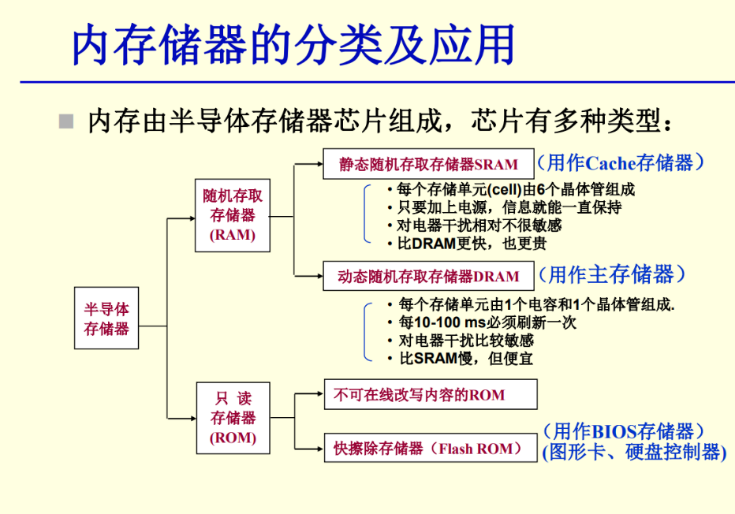 内存储器的分类及应用
内存由半导体存储器芯片组成，芯片有多种类型：
半导体
存储器
随机存取
存储器
(RAM)
静态随机存取存储器SRAM （用作Cache存储器）
• 每个存储单元(cell)由6个晶体管组成
• 只要加上电源，信息就能一直保持
• 对电器干扰相对不很敏感
• 比DRAM更快，也更贵
动态随机存取存储器DRAM （用作主存储器）
• 每个存储单元由1个电容和1个晶体管组成.
• 每10-100 ms必须刷新一次
• 对电器干扰比较敏感
• 比SRAM慢，但便宜
只 读
存储器
(ROM)
不可在线改写内容的ROM
快擦除存储器（Flash ROM）
（用作BIOS存储器）
(图形卡、硬盘控制器)